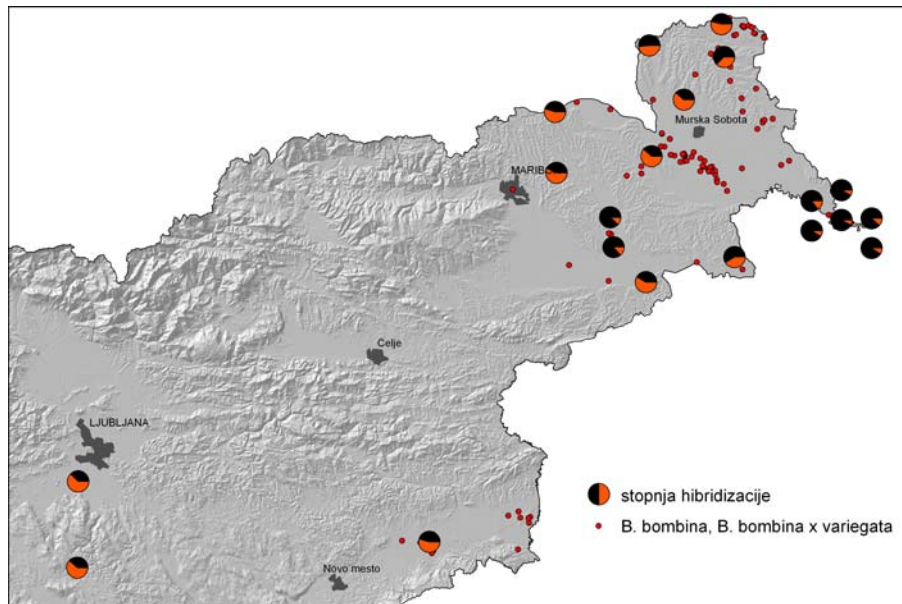 Murska Sobota
MARIBOR
Celje
LJUBLJANA
stopnja hibridizacije
B. bombina, B. bombina x variegata
Novo mesto